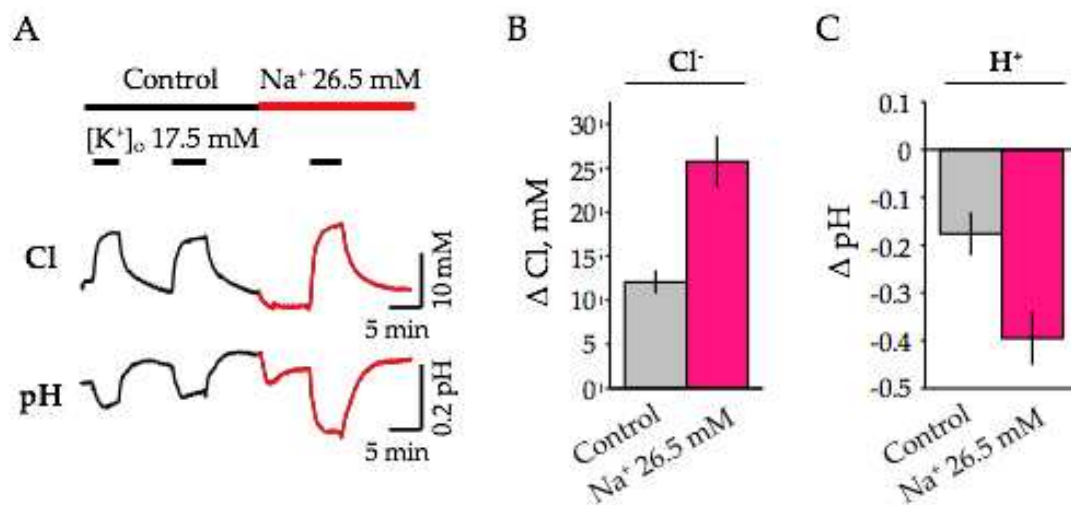 A
Control
Na⁺ 26.5 mM
[K⁺]ₒ 17.5 mM
Cl
10 mM
5 min
pH
0.2 pH
5 min
B
Cl⁻
Δ Cl, mM
30
25
20
15
10
5
0
Control
Na⁺ 26.5 mM
C
H⁺
Δ pH
0.1
0
-0.1
-0.2
-0.3
-0.4
-0.5
Control
Na⁺ 26.5 mM